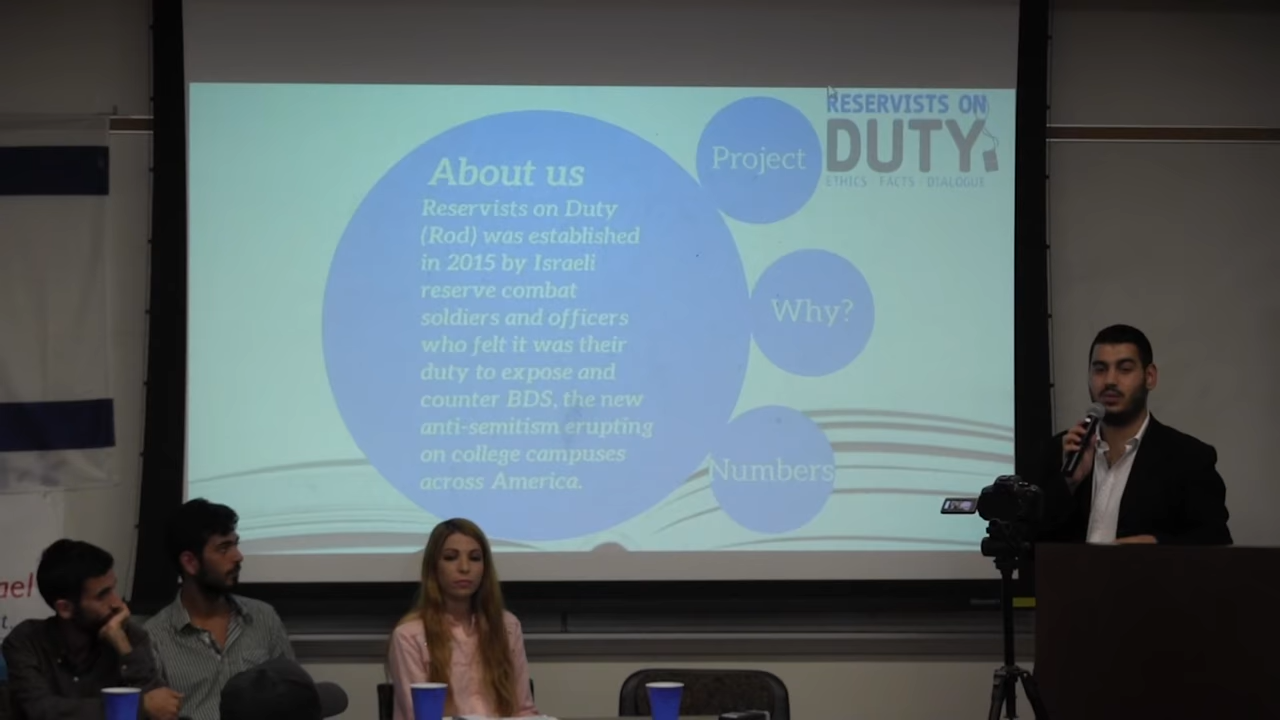 RESERVISTS ON
DUTY
ETHICS FACTS DIALOGUE
About us
Reservists on Duty
(Rod) was established
in 2015 by Israeli
reserve combat
soldiers and officers
who felt it was their
duty to expose and
counter BDS, the new
anti-semitism erupting
on college campuses
across America.
Project
Why?
Numbers
ael
t,